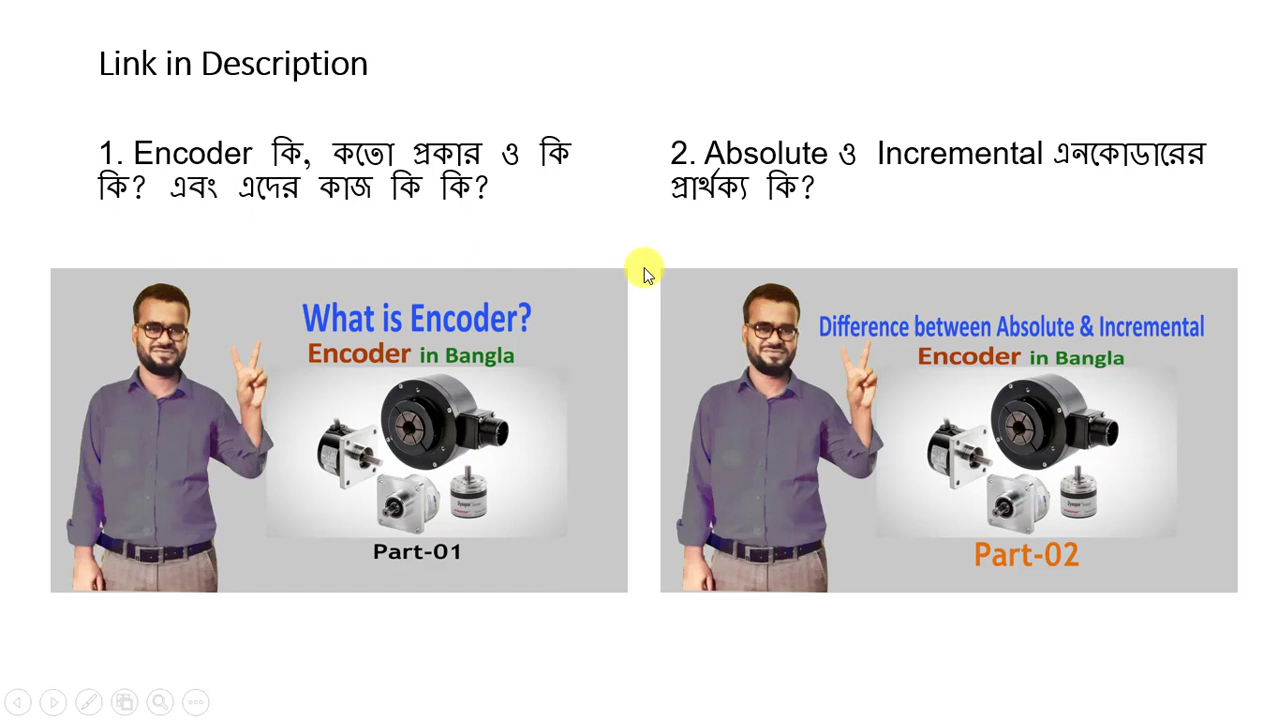 Link in Description
1. Encoder কি, কতো প্রকার ও কি
কি? এবং এদের কাজ কি কি?
2. Absolute ও Incremental এনকোডারের
প্রার্থক্য কি?
What is Encoder?
Encoder in Bangla
Part-01
Difference between Absolute & Incremental
Encoder in Bangla
Part-02